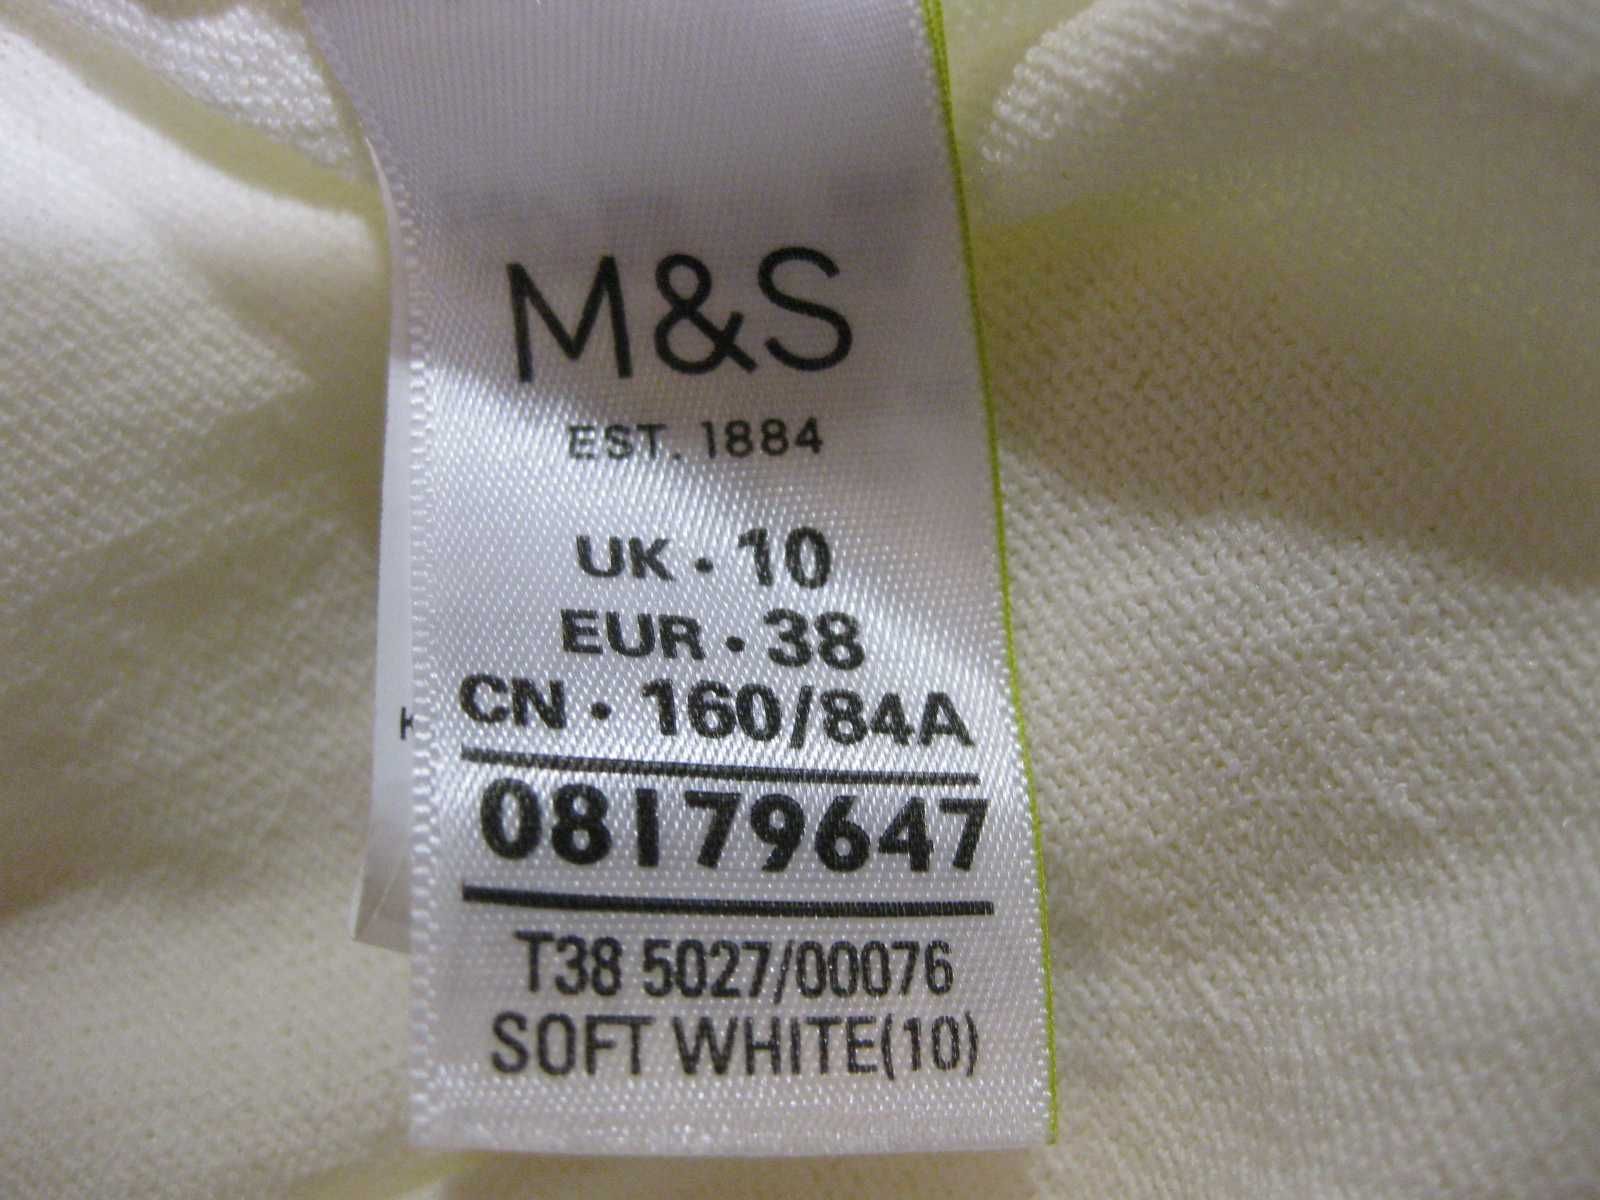 M&S
EST. 1884
UK · 10
EUR · 38
CN · 160/84A
08179647
T38 5027/00076
SOFT WHITE(10)